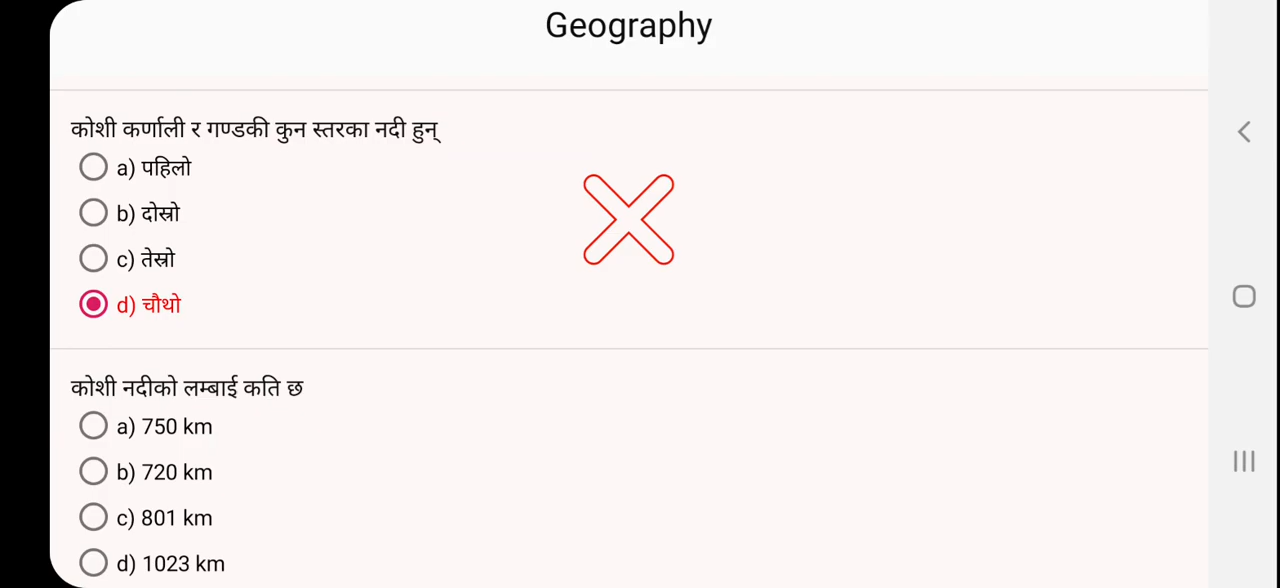 Geography
कोशी कर्णाली र गण्डकी कुन स्तरका नदी हुन्
a) पहिलो
b) दोस्रो
c) तेस्रो
d) चौथो
कोशी नदीको लम्बाई कति छ
a) 750 km
b) 720 km
c) 801 km
d) 1023 km